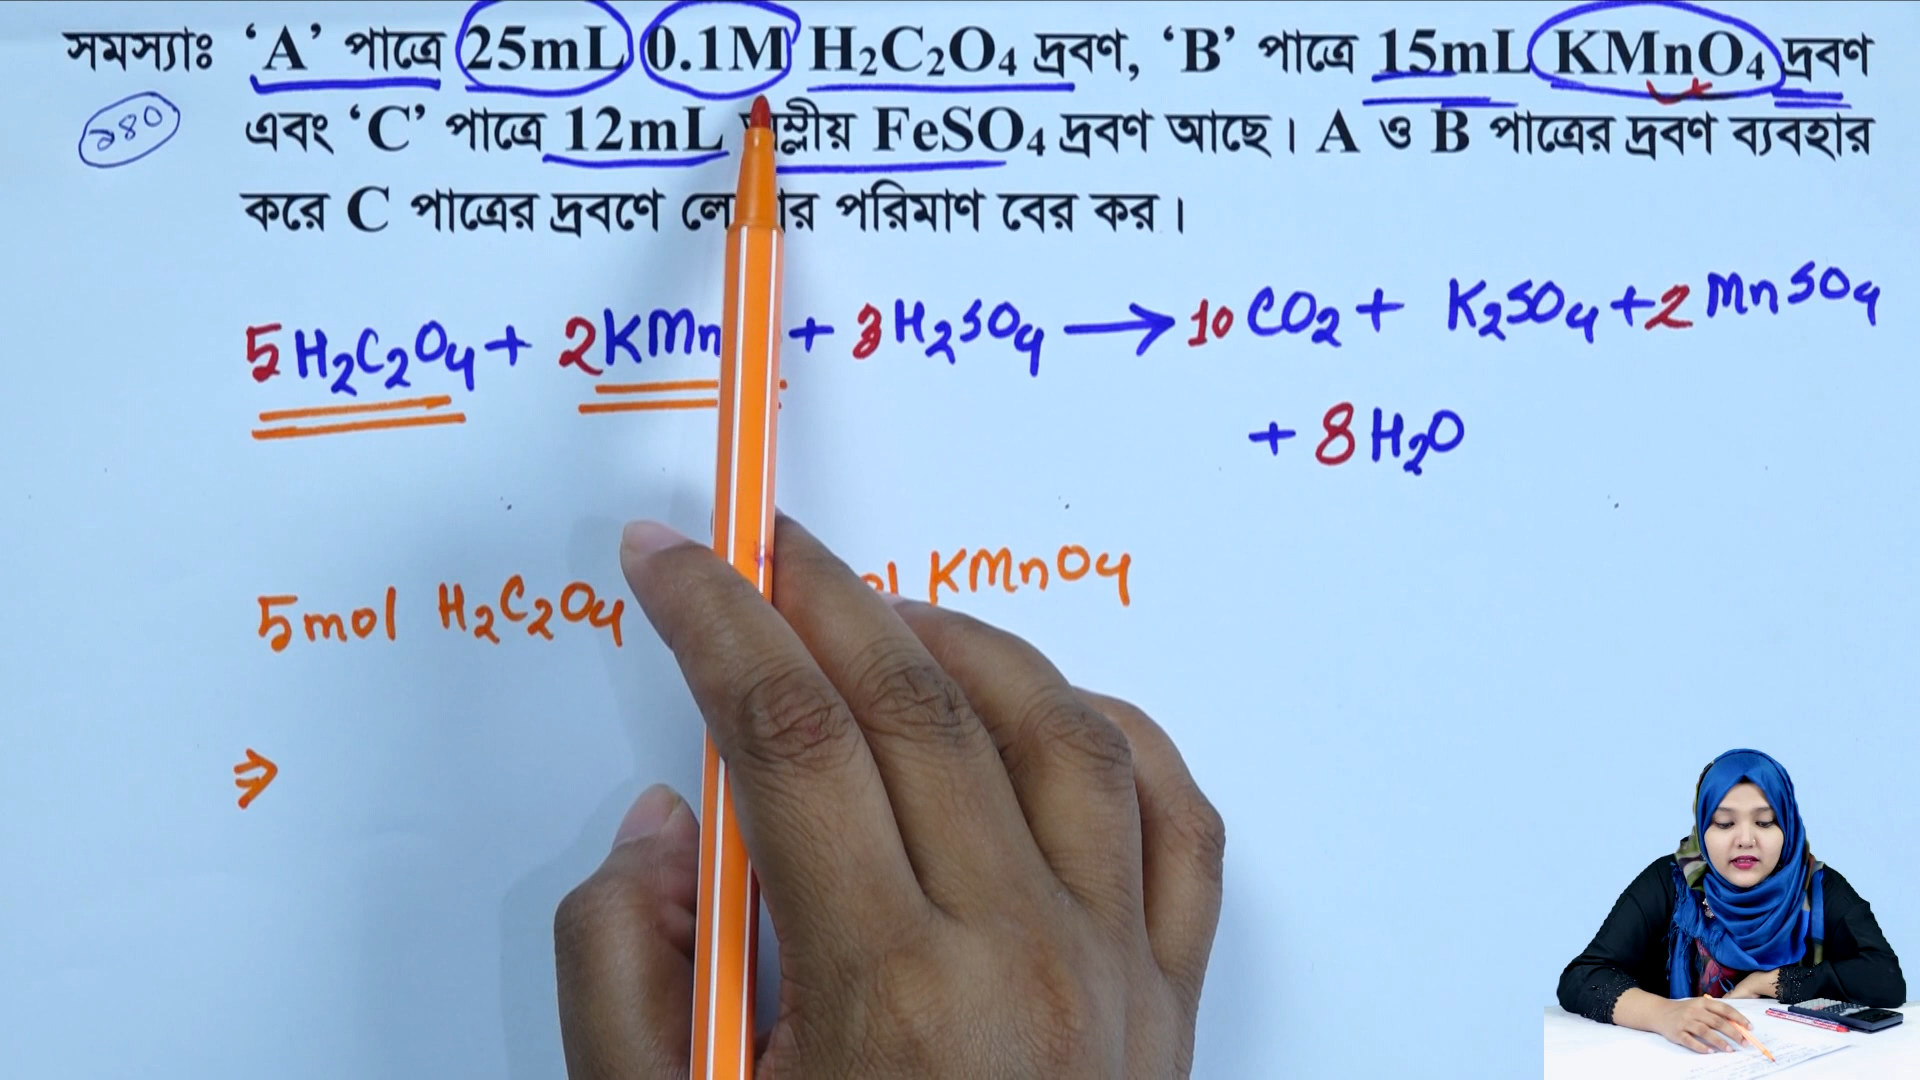 সমস্যাঃ ‘A’ পাত্রে 25mL 0.1M H₂C₂O₄ দ্রবণ, ‘B’ পাত্রে 15mL KMnO₄ দ্রবণ
২৪০ এবং ‘C’ পাত্রে 12mL FeSO₄ দ্রবণ আছে। A ও B পাত্রের দ্রবণ ব্যবহার
করে C পাত্রের দ্রবণে পরিমাণ বের কর।
5H₂C₂O₄ + 2KMn + 3H₂SO₄ → 10CO₂ + K₂SO₄ + 2MnSO₄
+ 8H₂O
5mol H₂C₂O₄ KMnO₄
⇒